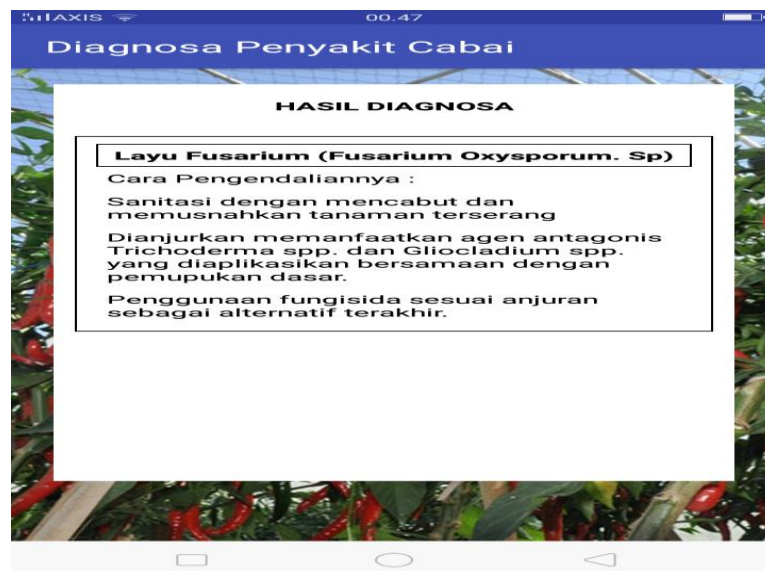 AXIS
00.47
Diagnosa Penyakit Cabai
HASIL DIAGNOSA
Layu Fusarium (Fusarium Oxysporum. Sp)
Cara Pengendaliannya :
Sanitasi dengan mencabut dan
memusnahkan tanaman terserang
Dianjurkan memanfaatkan agen antagonis
Trichoderma spp. dan Gliocladium spp.
yang diaplikasikan bersamaan dengan
pemupukan dasar.
Penggunaan fungisida sesuai anjuran
sebagai alternatif terakhir.